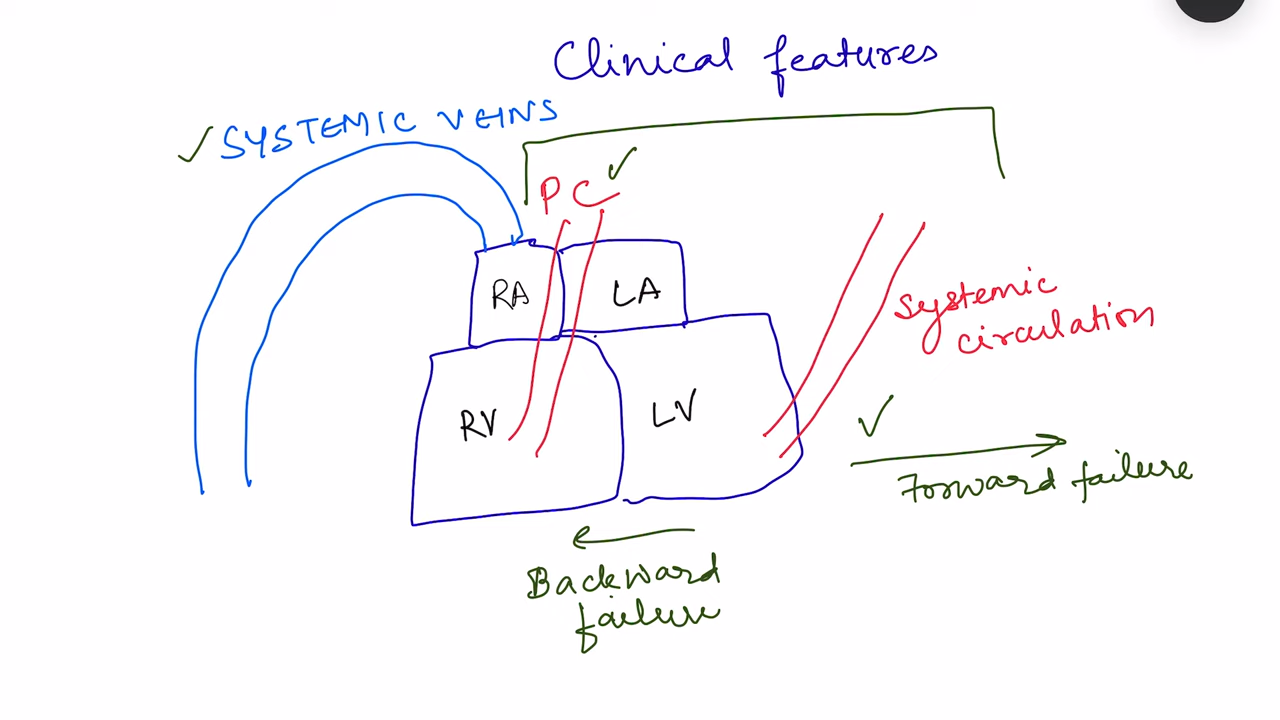 Clinical features
✓ SYSTEMIC VEINS
PC ✓
RA
LA
systemic
circulation
RV
LV
✓
Forward failure
Backward
failure